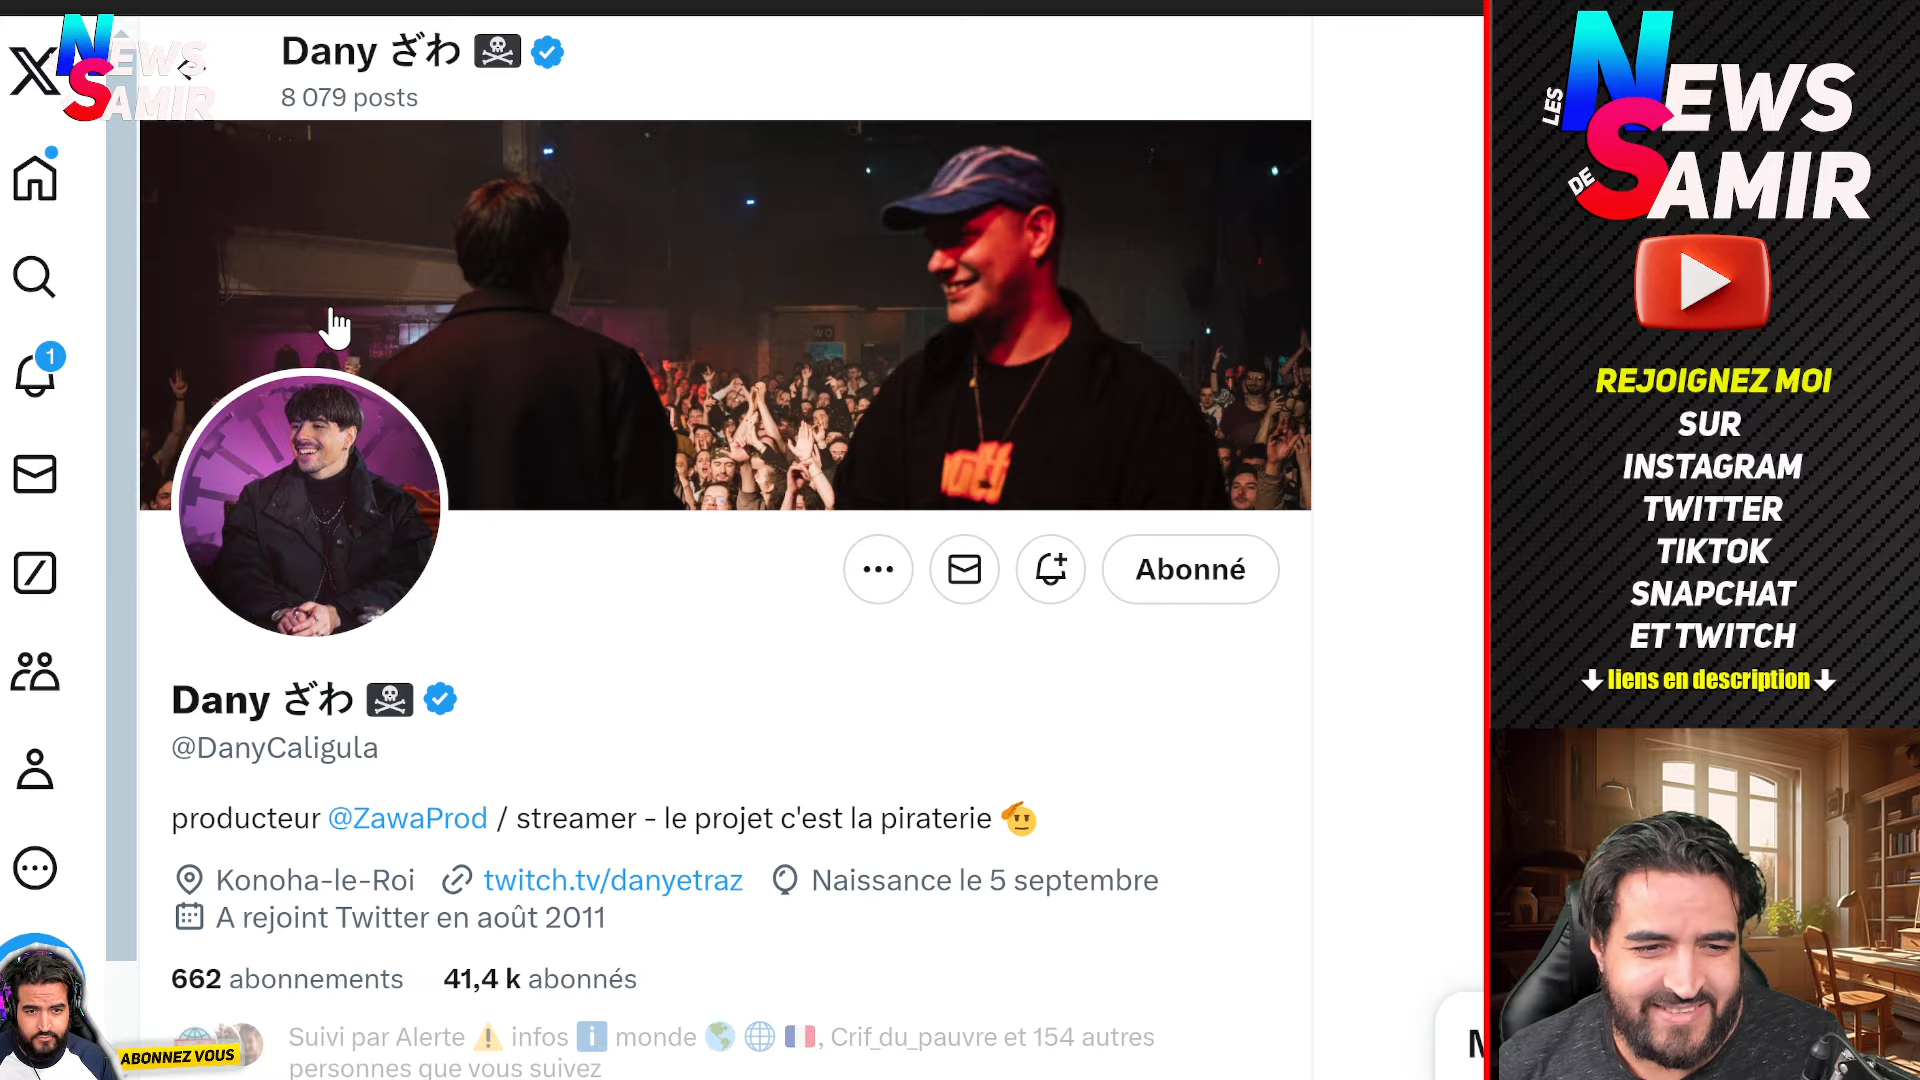 NEWS
SAMIR
Dany ざわ
8 079 posts
1
Abonné
Dany ざわ
@DanyCaligula
producteur @ZawaProd / streamer - le projet c'est la piraterie
Konoha-le-Roi twitch.tv/danyetraz Naissance le 5 septembre
A rejoint Twitter en août 2011
662 abonnements 41,4 k abonnés
Suivi par Alerte ⚠️ infos ℹ️ monde 🌎 🌐 🇫🇷, Crif_du_pauvre et 154 autres
personnes que vous suivez
ABONNEZ VOUS
LES NEWS
DE SAMIR
REJOIGNEZ MOI
SUR
INSTAGRAM
TWITTER
TIKTOK
SNAPCHAT
ET TWITCH
liens en description